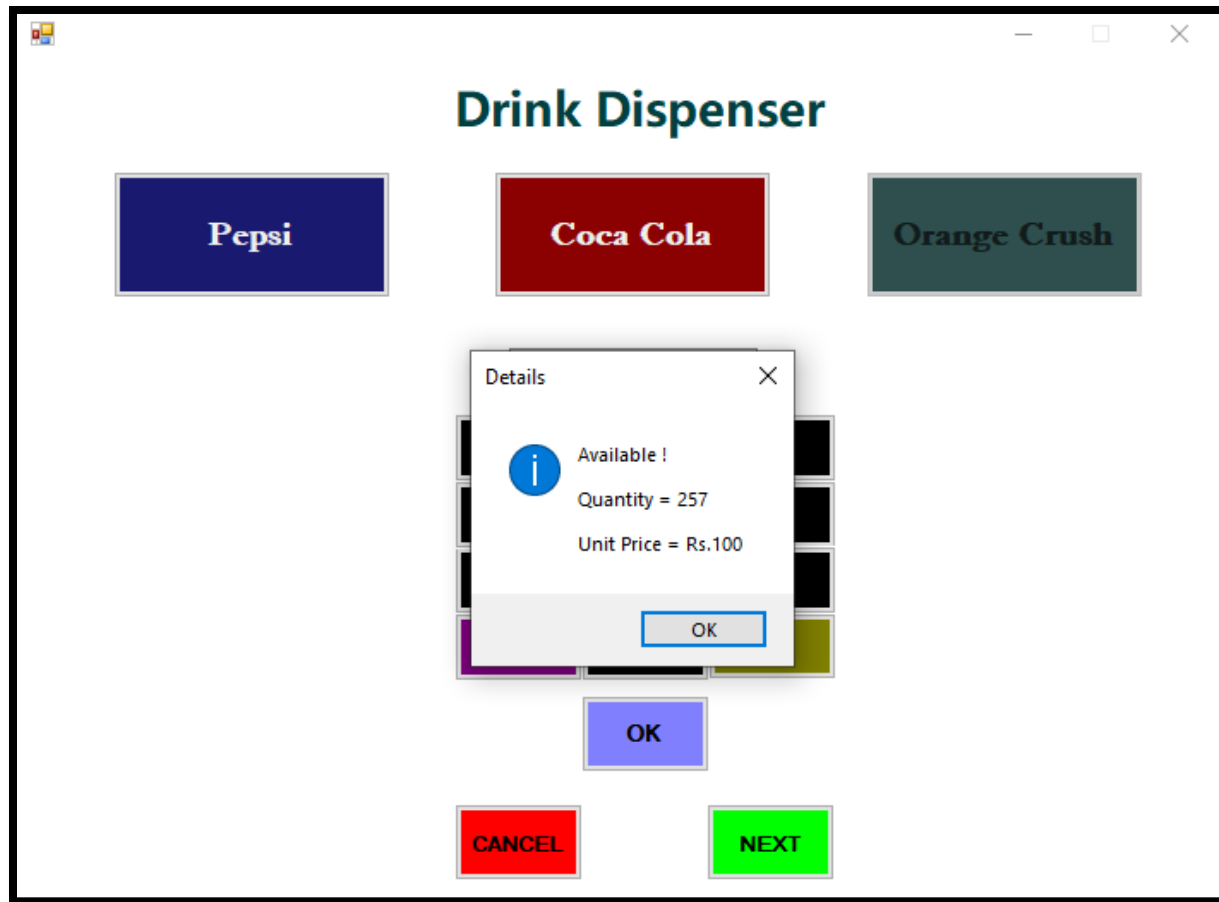 Drink Dispenser
Pepsi
Coca Cola
Orange Crush
Details
Available !
Quantity = 257
Unit Price = Rs.100
OK
OK
CANCEL
NEXT